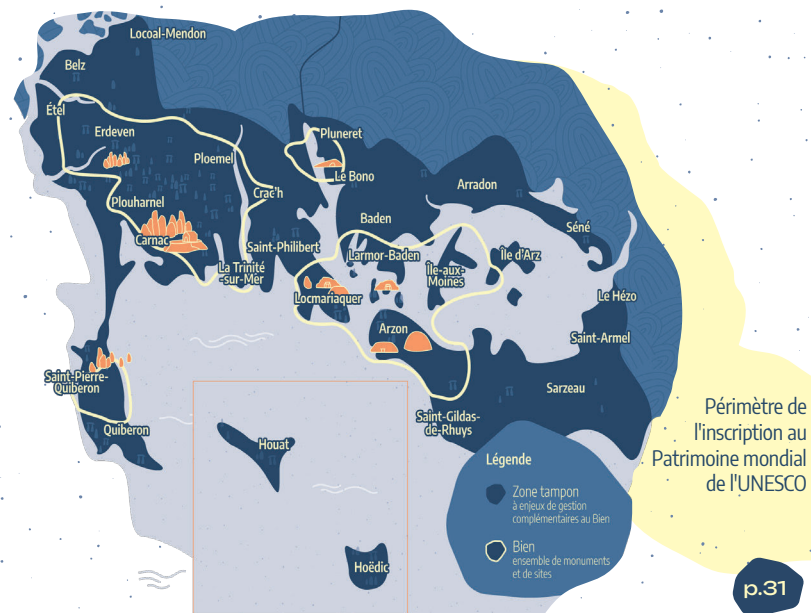 Locoal-Mendon
Belz
Étel
Erdeven
Ploemel
Pluneret
Le Bono
Crac'h
Arradon
Plouharnel
Baden
Carnac
Saint-Philibert
Séné
Larmor-Baden
Île d'Arz
La Trinité
-sur-Mer
Île-aux-
Moines
Locmariaquer
Le Hézo
Arzon
Saint-Armel
Saint-Pierre-
Quiberon
Sarzeau
Quiberon
Saint-Gildas-
de-Rhuys
Houat
Hoëdic
Périmètre de
l'inscription au
Patrimoine mondial
de l'UNESCO
Légende
Zone tampon
à enjeux de gestion
complémentaires au Bien
Bien
ensemble de monuments
et de sites
p.31